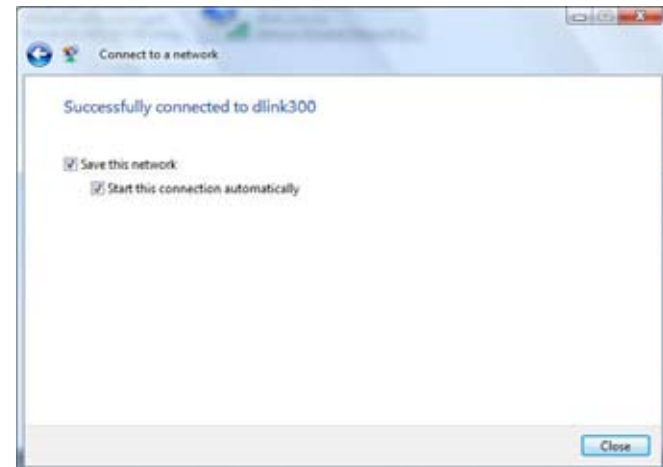 Connect to a network
Successfully connected to dlink300
Save this network
Start this connection automatically
Close